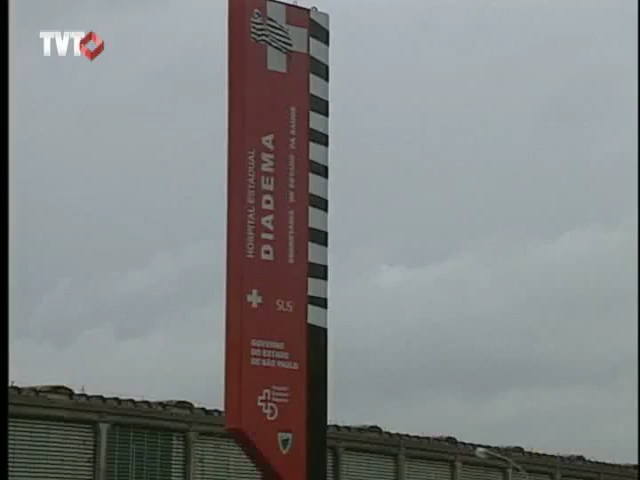 TVT
HOSPITAL ESTADUAL
DIADEMA
SECRETARIA DE ESTADO DA SAÚDE
SUS
GOVERNO
DO ESTADO
DE SÃO PAULO